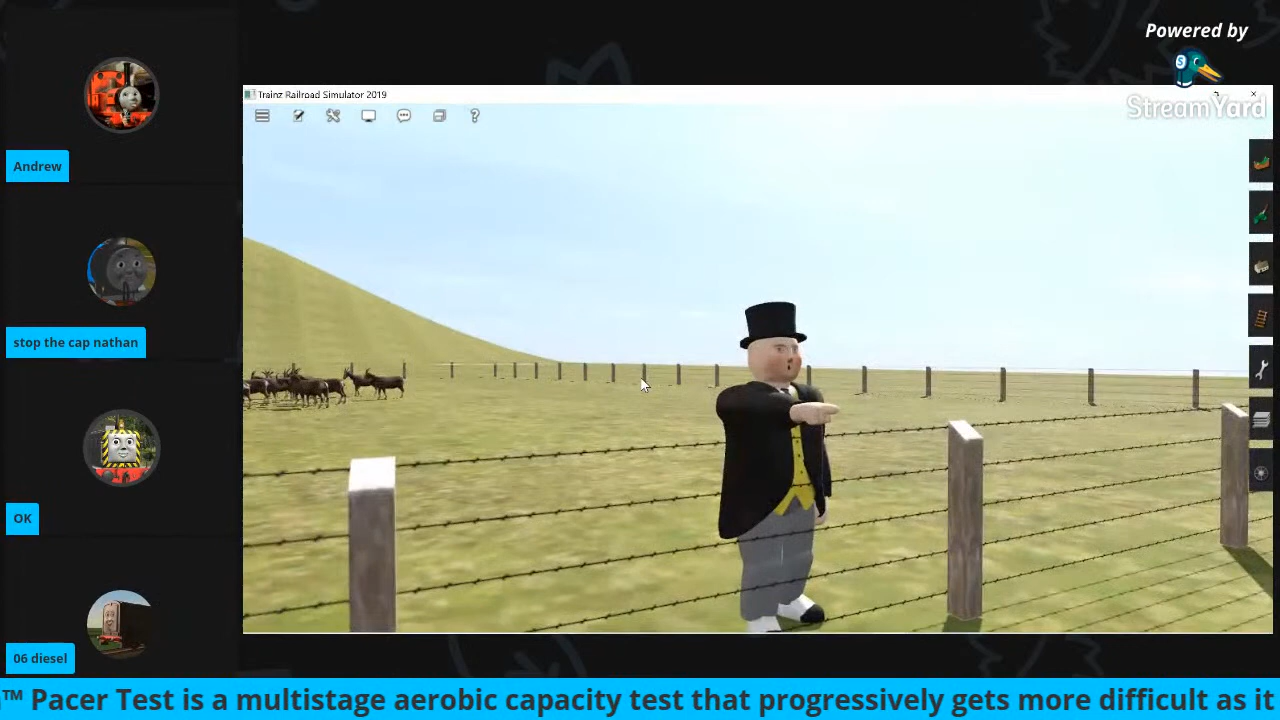 Powered by
StreamYard
Trainz Railroad Simulator 2019
Andrew
stop the cap nathan
OK
06 diesel
™ Pacer Test is a multistage aerobic capacity test that progressively gets more difficult as it